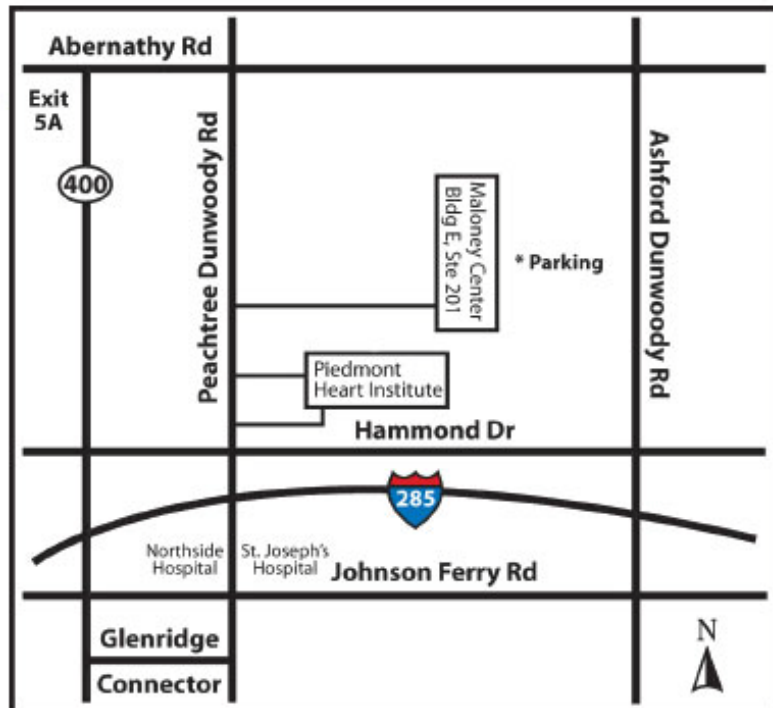 Abernathy Rd
Exit
5A
400
Peachtree Dunwoody Rd
Ashford Dunwoody Rd
Maloney Center
Bldg E, Ste 201
* Parking
Piedmont
Heart Institute
Hammond Dr
285
Northside
Hospital
St. Joseph's
Hospital
Johnson Ferry Rd
Glenridge
Connector
N